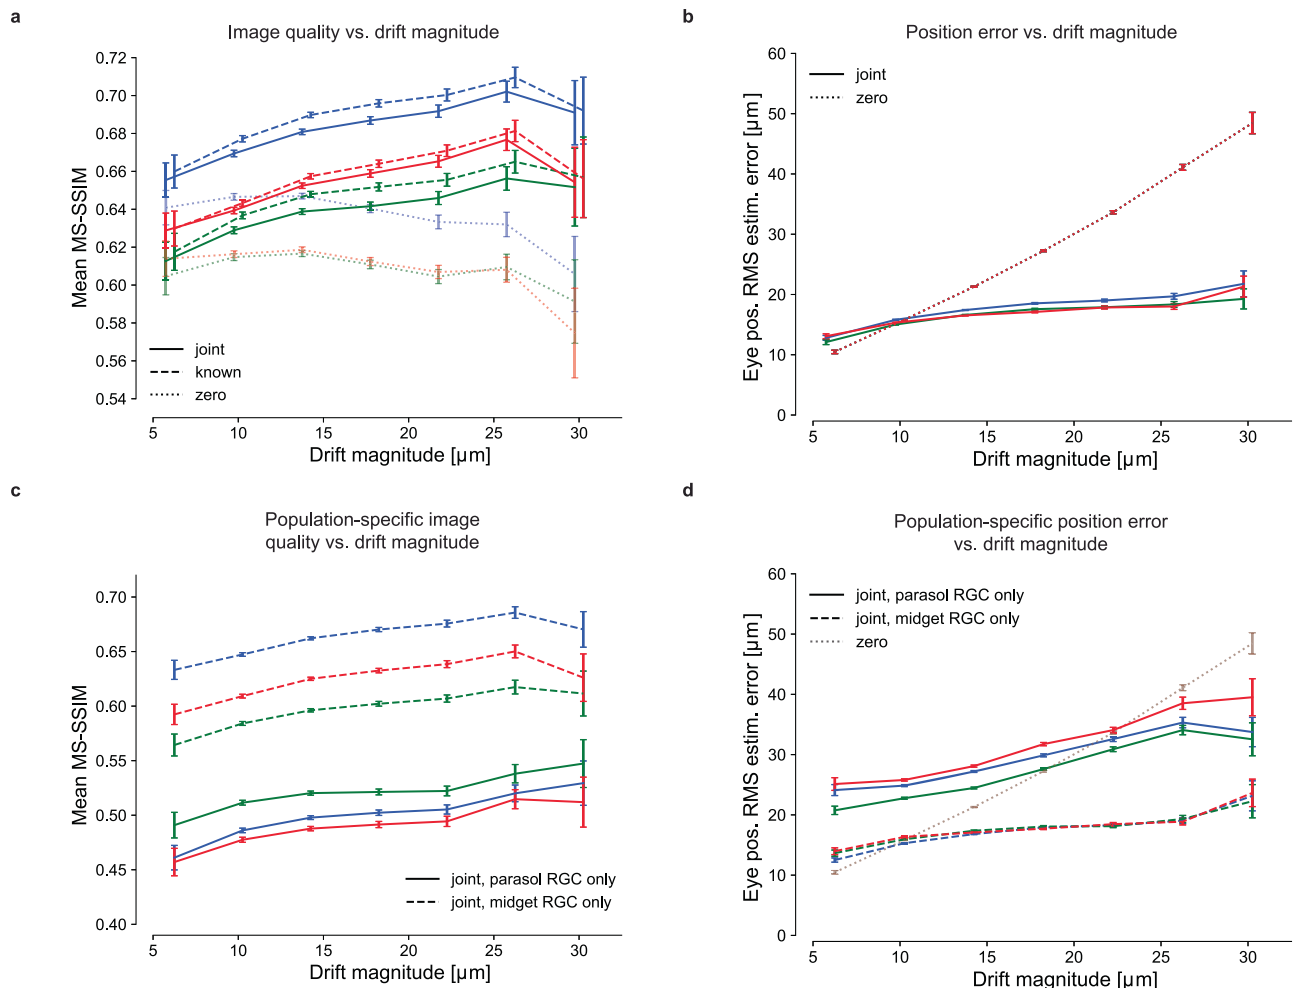 a
Image quality vs. drift magnitude
0.72
0.70
0.68
0.66
0.64
0.62
0.60
0.58
0.56
0.54
Mean MS-SSIM
joint
known
zero
5
10
15
20
25
30
Drift magnitude [µm]
b
Position error vs. drift magnitude
60
50
40
30
20
10
0
Eye pos. RMS estim. error [µm]
joint
zero
5
10
15
20
25
30
Drift magnitude [µm]
c
Population-specific image
quality vs. drift magnitude
0.70
0.65
0.60
0.55
0.50
0.45
0.40
Mean MS-SSIM
joint, parasol RGC only
joint, midget RGC only
5
10
15
20
25
30
Drift magnitude [µm]
d
Population-specific position error
vs. drift magnitude
60
50
40
30
20
10
0
Eye pos. RMS estim. error [µm]
joint, parasol RGC only
joint, midget RGC only
zero
5
10
15
20
25
30
Drift magnitude [µm]